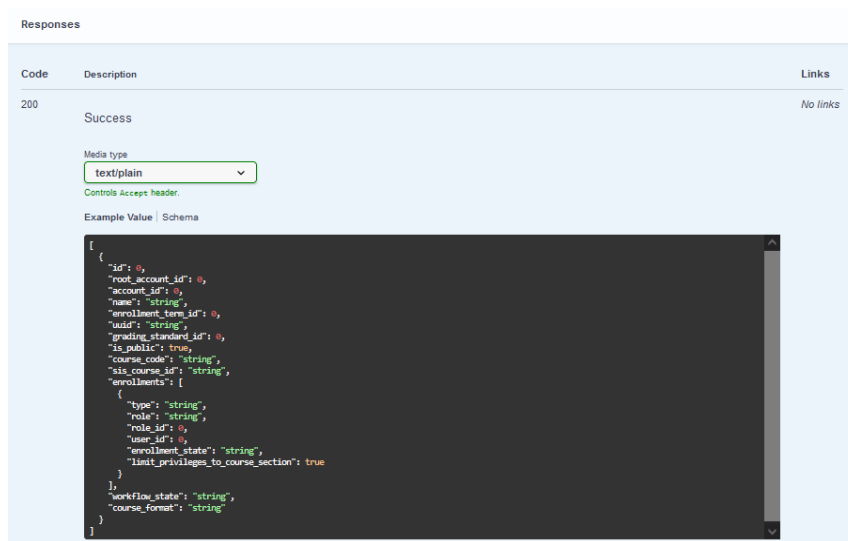 Responses
Code Description Links
200 Success No links
Media type
text/plain
Controls Accept header.
Example Value | Schema
[
  {
    "id": 0,
    "root_account_id": 0,
    "account_id": 0,
    "name": "string",
    "enrollment_term_id": 0,
    "uuid": "string",
    "grading_standard_id": 0,
    "is_public": true,
    "course_code": "string",
    "sis_course_id": "string",
    "enrollments": [
      {
        "type": "string",
        "role": "string",
        "role_id": 0,
        "user_id": 0,
        "enrollment_state": "string",
        "limit_privileges_to_course_section": true
      }
    ],
    "workflow_state": "string",
    "course_format": "string"
  }
]